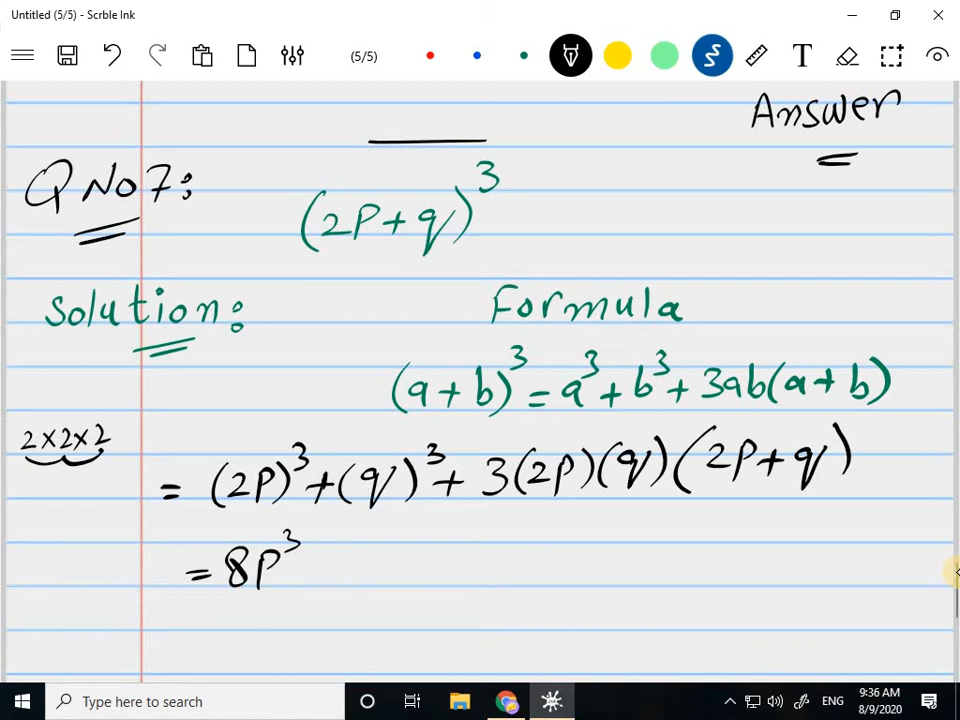 Untitled (5/5) - Scrble Ink
(5/5)
T
Answer
Q No 7:
(2P+q)³
Solution:
Formula
(a+b)³=a³+b³+3ab(a+b)
2×2×2
= (2P)³+(q)³+3(2P)(q)(2P+q)
= 8P³
Type here to search
ENG
9:36 AM
8/9/2020